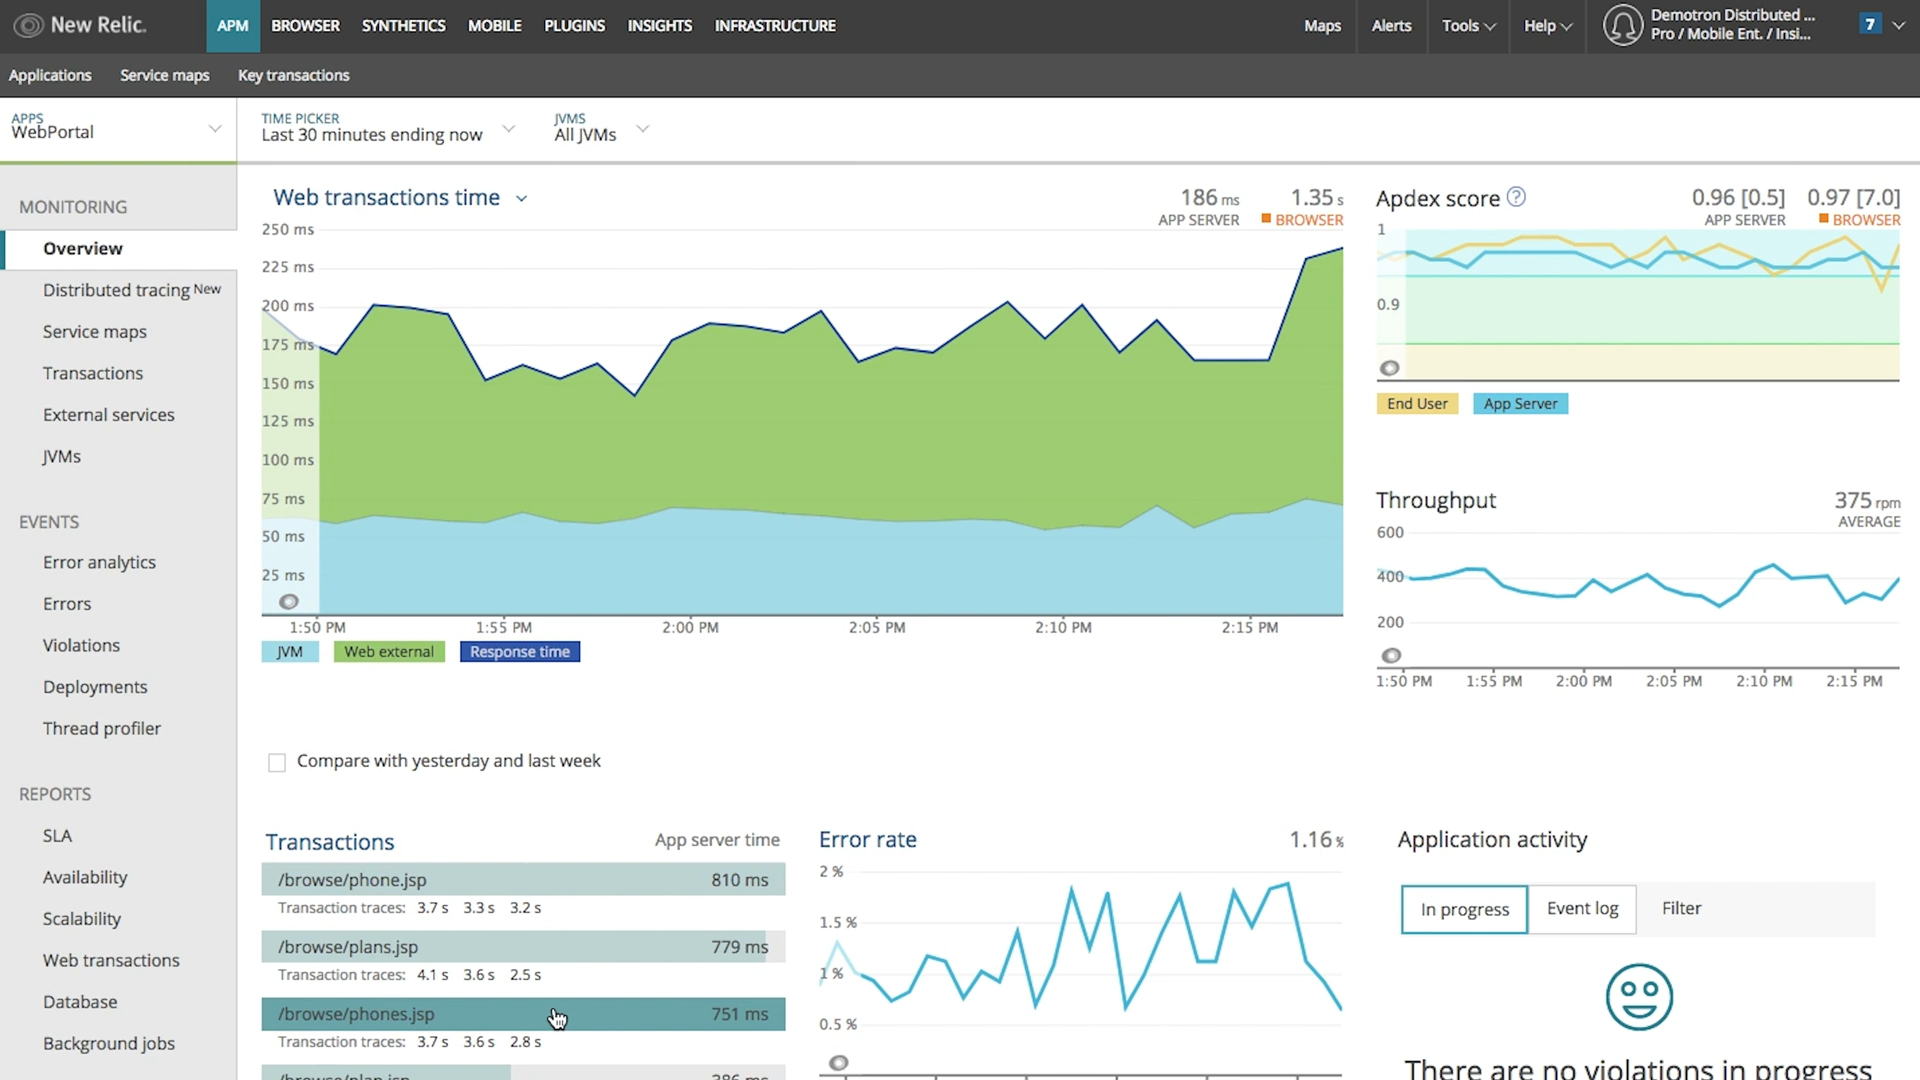 New Relic.
APM BROWSER SYNTHETICS MOBILE PLUGINS INSIGHTS INFRASTRUCTURE
Maps Alerts Tools Help
Demotron Distributed ...
Pro / Mobile Ent. / Insi...
7
Applications Service maps Key transactions
APPS
WebPortal
TIME PICKER
Last 30 minutes ending now
JVMS
All JVMs
MONITORING
Overview
Distributed tracing New
Service maps
Transactions
External services
JVMs
EVENTS
Error analytics
Errors
Violations
Deployments
Thread profiler
REPORTS
SLA
Availability
Scalability
Web transactions
Database
Background jobs
Web transactions time
186 ms 1.35 s
APP SERVER BROWSER
250 ms
225 ms
200 ms
175 ms
150 ms
125 ms
100 ms
75 ms
50 ms
25 ms
1:50 PM 1:55 PM 2:00 PM 2:05 PM 2:10 PM 2:15 PM
JVM Web external Response time
Compare with yesterday and last week
Apdex score ?
0.96 [0.5] 0.97 [7.0]
APP SERVER BROWSER
1
0.9
End User App Server
Throughput
375 rpm
AVERAGE
600
400
200
1:50 PM 1:55 PM 2:00 PM 2:05 PM 2:10 PM 2:15 PM
Transactions App server time
/browse/phone.jsp 810 ms
Transaction traces: 3.7 s 3.3 s 3.2 s
/browse/plans.jsp 779 ms
Transaction traces: 4.1 s 3.6 s 2.5 s
/browse/phones.jsp 751 ms
Transaction traces: 3.7 s 3.6 s 2.8 s
/browse/plan.jsp 386 ms
Error rate 1.16 %
2 %
1.5 %
1 %
0.5 %
Application activity
In progress Event log Filter
There are no violations in progress